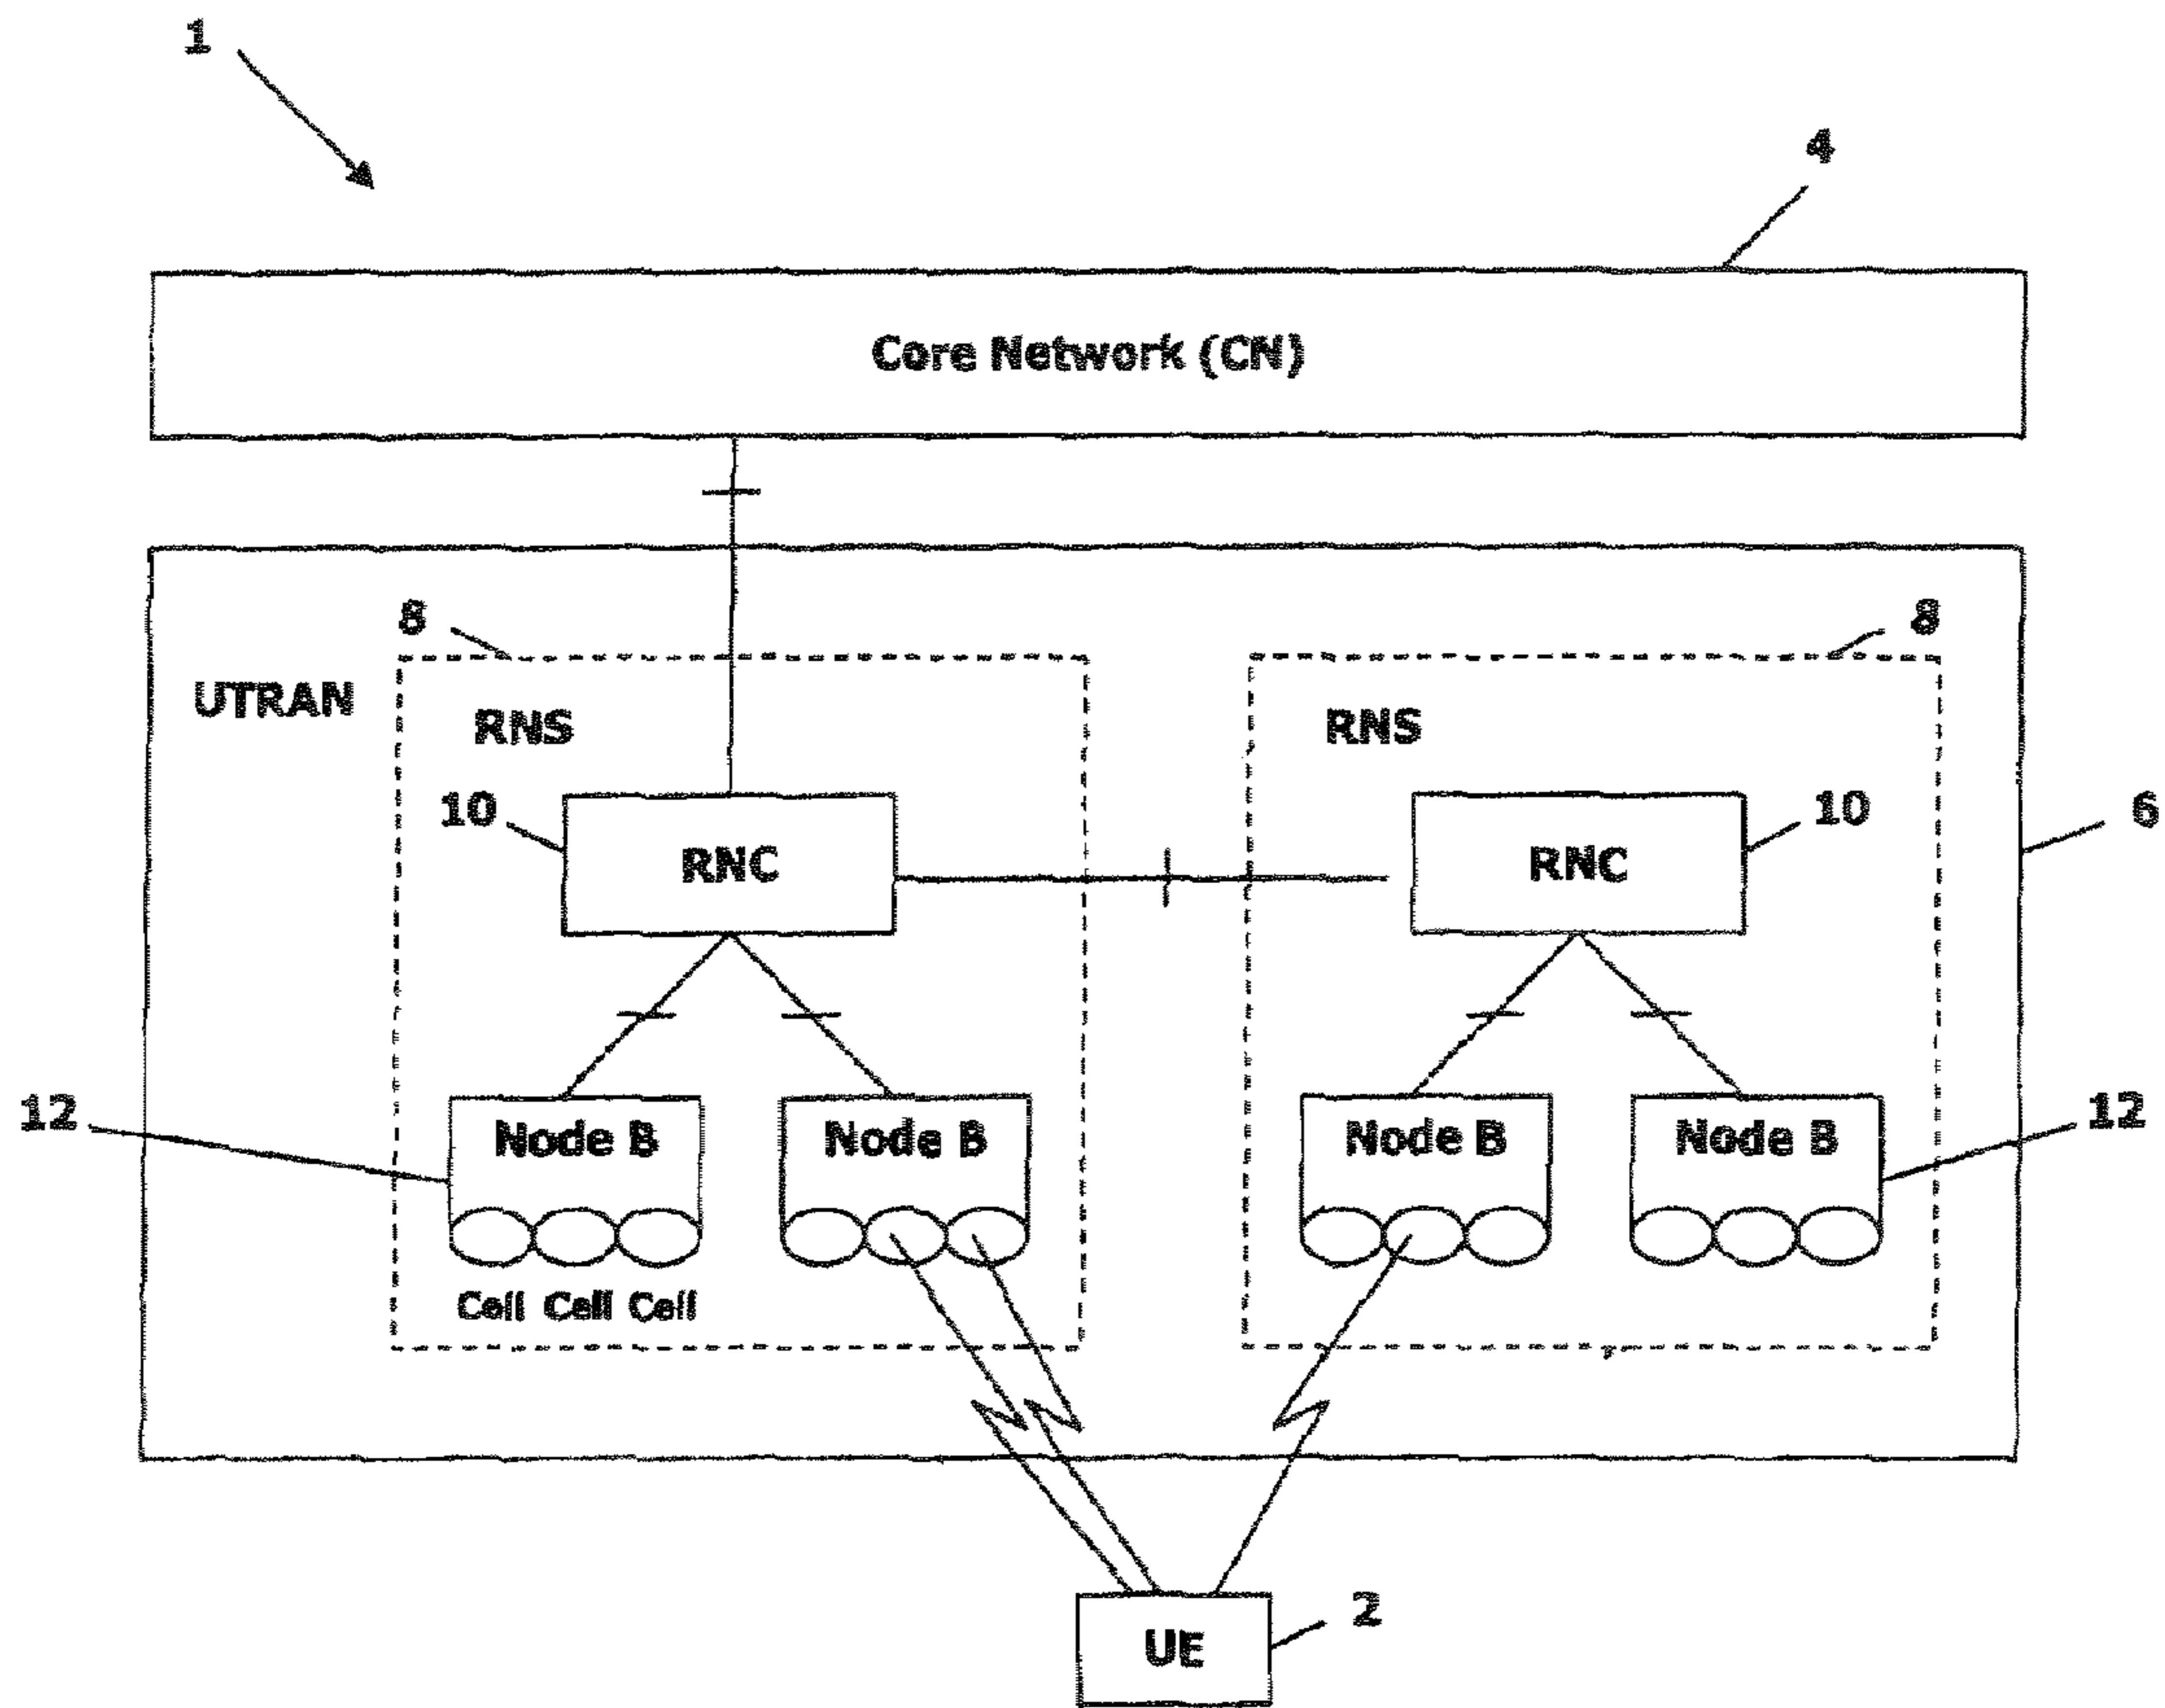 1
4
Core Network (CN)
8 8
UTRAN
RNS RNS
10 10 6
RNC RNC
12 12
Node B Node B Node B Node B
Cell Cell Cell
2
UE